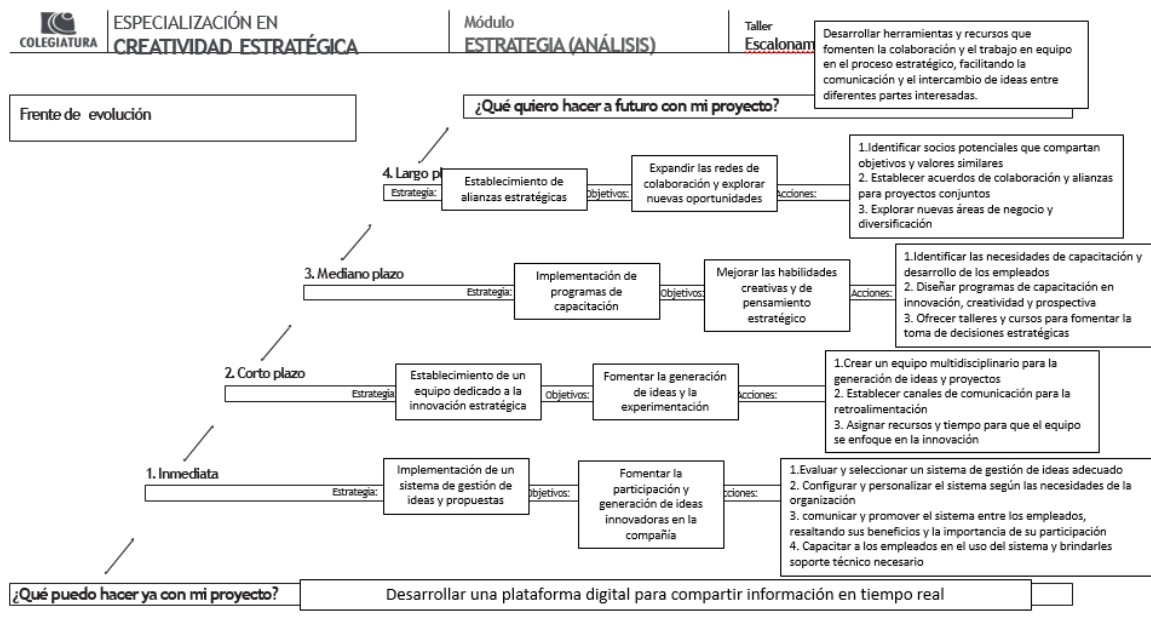 COLEGIATURA
ESPECIALIZACIÓN EN
CREATIVIDAD ESTRATÉGICA
Módulo
ESTRATEGIA (ANÁLISIS)
Taller
Escalonam
Desarrollar herramientas y recursos que
fomenten la colaboración y el trabajo en equipo
en el proceso estratégico, facilitando la
comunicación y el intercambio de ideas entre
diferentes partes interesadas.
Frente de evolución
¿Qué quiero hacer a futuro con mi proyecto?
4. Largo pl
Estrategia:
Establecimiento de
alianzas estratégicas
Objetivos:
Expandir las redes de
colaboración y explorar
nuevas oportunidades
Acciones:
1.Identificar socios potenciales que compartan
objetivos y valores similares
2. Establecer acuerdos de colaboración y alianzas
para proyectos conjuntos
3. Explorar nuevas áreas de negocio y
diversificación
3. Mediano plazo
Estrategia:
Implementación de
programas de
capacitación
Objetivos:
Mejorar las habilidades
creativas y de
pensamiento
estratégico
Acciones:
1.Identificar las necesidades de capacitación y
desarrollo de los empleados
2. Diseñar programas de capacitación en
innovación, creatividad y prospectiva
3. Ofrecer talleres y cursos para fomentar la
toma de decisiones estratégicas
2. Corto plazo
Estrategia
Establecimiento de un
equipo dedicado a la
innovación estratégica
Objetivos:
Fomentar la generación
de ideas y la
experimentación
Acciones:
1.Crear un equipo multidisciplinario para la
generación de ideas y proyectos
2. Establecer canales de comunicación para la
retroalimentación
3. Asignar recursos y tiempo para que el equipo
se enfoque en la innovación
1. Inmediata
Estrategia:
Implementación de un
sistema de gestión de
ideas y propuestas
Objetivos:
Fomentar la
participación y
generación de ideas
innovadoras en la
compañía
cciones:
1.Evaluar y seleccionar un sistema de gestión de ideas adecuado
2. Configurar y personalizar el sistema según las necesidades de la
organización
3. comunicar y promover el sistema entre los empleados,
resaltando sus beneficios y la importancia de su participación
4. Capacitar a los empleados en el uso del sistema y brindarles
soporte técnico necesario
¿Qué puedo hacer ya con mi proyecto?
Desarrollar una plataforma digital para compartir información en tiempo real